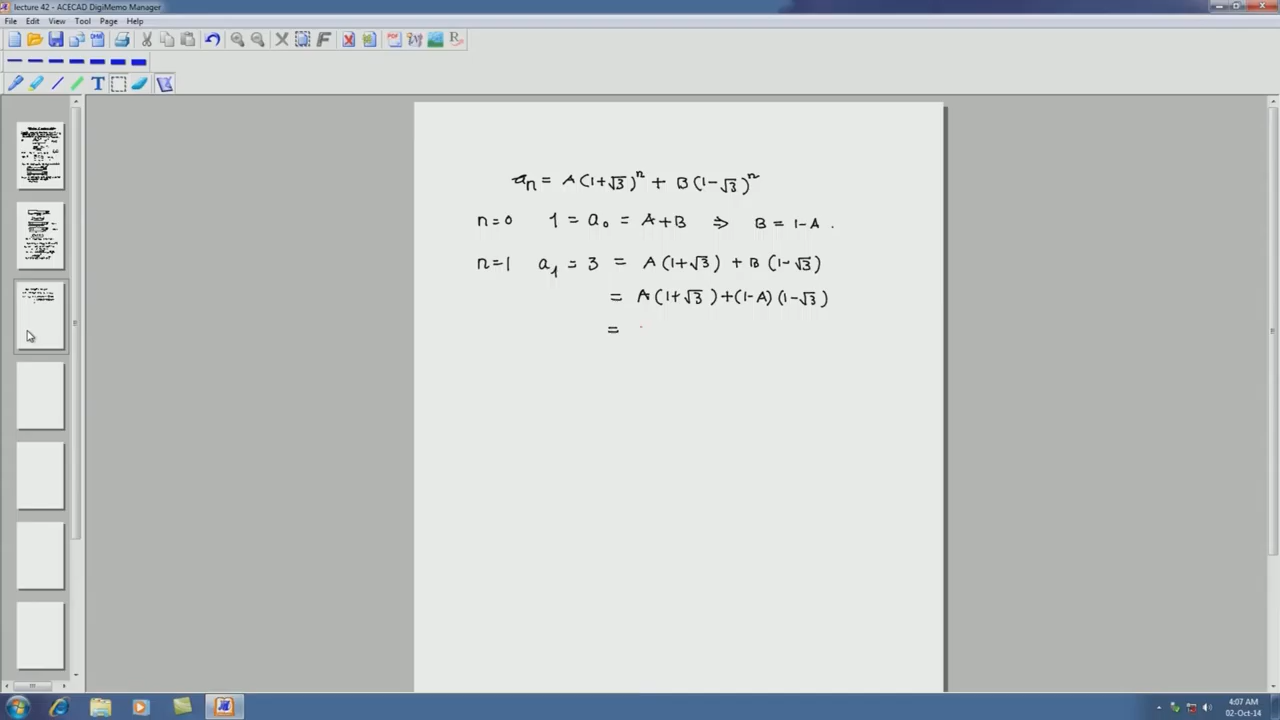 lecture 42 - ACECAD DigiMemo Manager
File Edit View Tool Page Help
aₙ = A(1+√3)ⁿ + B(1-√3)ⁿ
n=0 1 = a₀ = A+B ⇒ B = 1-A .
n=1 a₁ = 3 = A(1+√3) + B(1-√3)
= A(1+√3)+(1-A)(1-√3)
=
4:07 AM
02-Oct-14